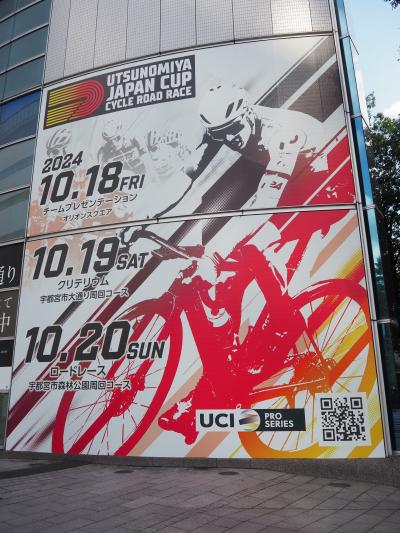 UTSUNOMIYA
JAPAN CUP
CYCLE ROAD RACE
2024
10.18 FRI
チームプレゼンテーション
オリオンスクエア
10.19 SAT
クリテリウム
宇都宮市大通り周回コース
10.20 SUN
ロードレース
宇都宮市森林公園周回コース
UCI PRO
SERIES
通り
中